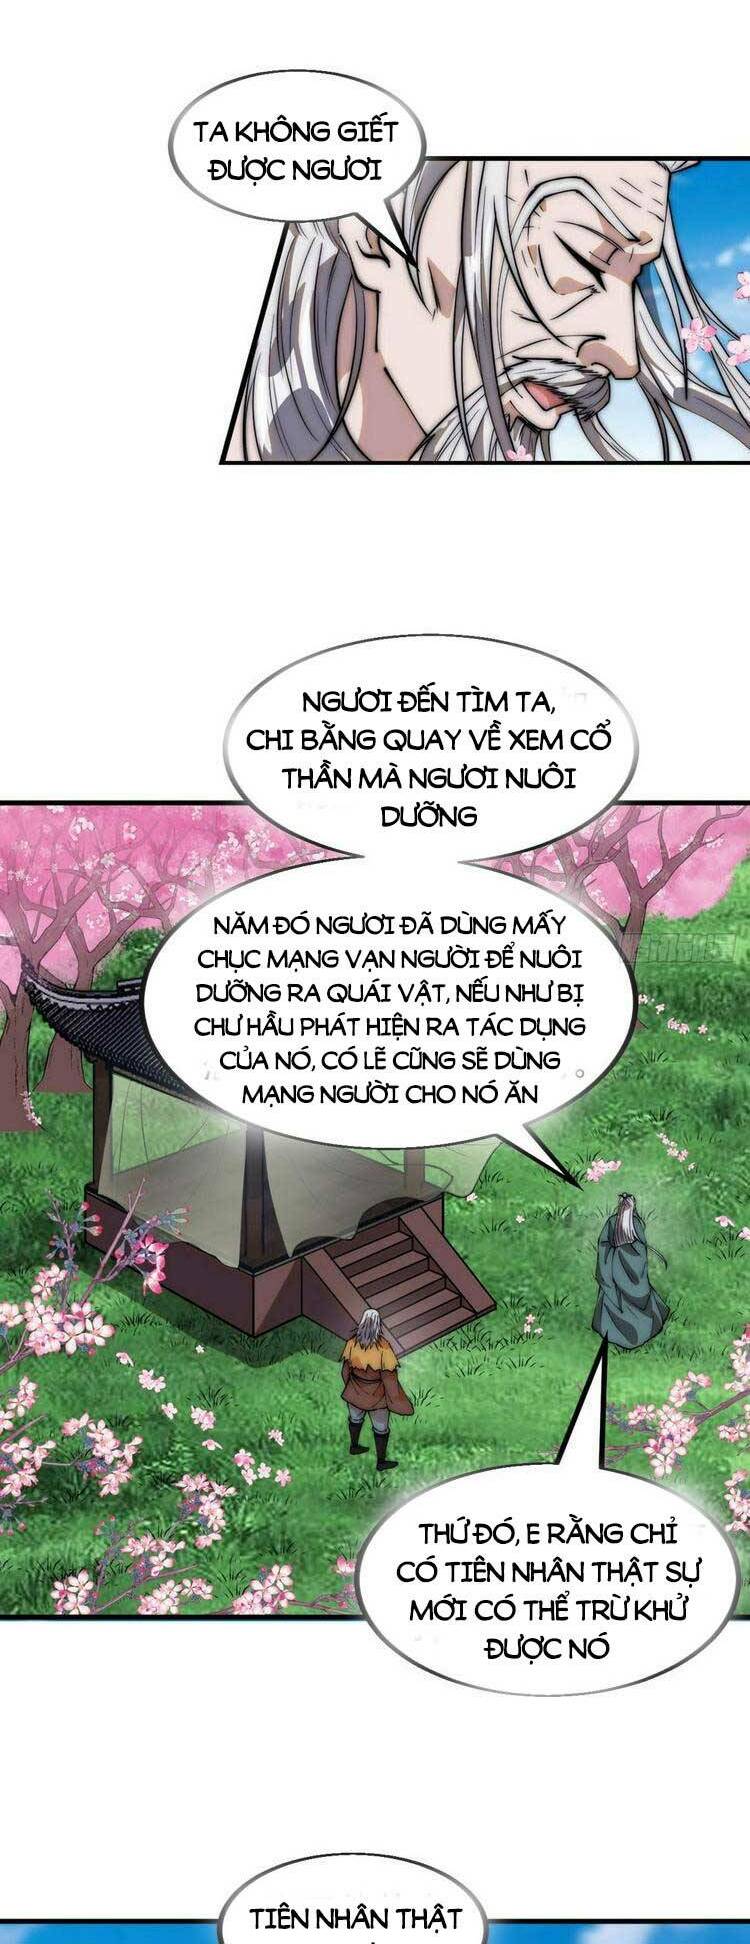 TA KHÔNG GIẾT
ĐƯỢC NGƯƠI
NGƯƠI ĐẾN TÌM TA,
CHI BẰNG QUAY VỀ XEM CỔ
THẦN MÀ NGƯƠI NUÔI
DƯỠNG
NĂM ĐÓ NGƯƠI ĐÃ DÙNG MẤY
CHỤC MẠNG VẠN NGƯỜI ĐỂ NUÔI
DƯỠNG RA QUÁI VẬT, NẾU NHƯ BỊ
CHƯ HẦU PHÁT HIỆN RA TÁC DỤNG
CỦA NÓ, CÓ LẼ CŨNG SẼ DÙNG
MẠNG NGƯỜI CHO NÓ ĂN
THỨ ĐÓ, E RẰNG CHỈ
CÓ TIÊN NHÂN THẬT SỰ
MỚI CÓ THỂ TRỪ KHỬ
ĐƯỢC NÓ
TIÊN NHÂN THẬT